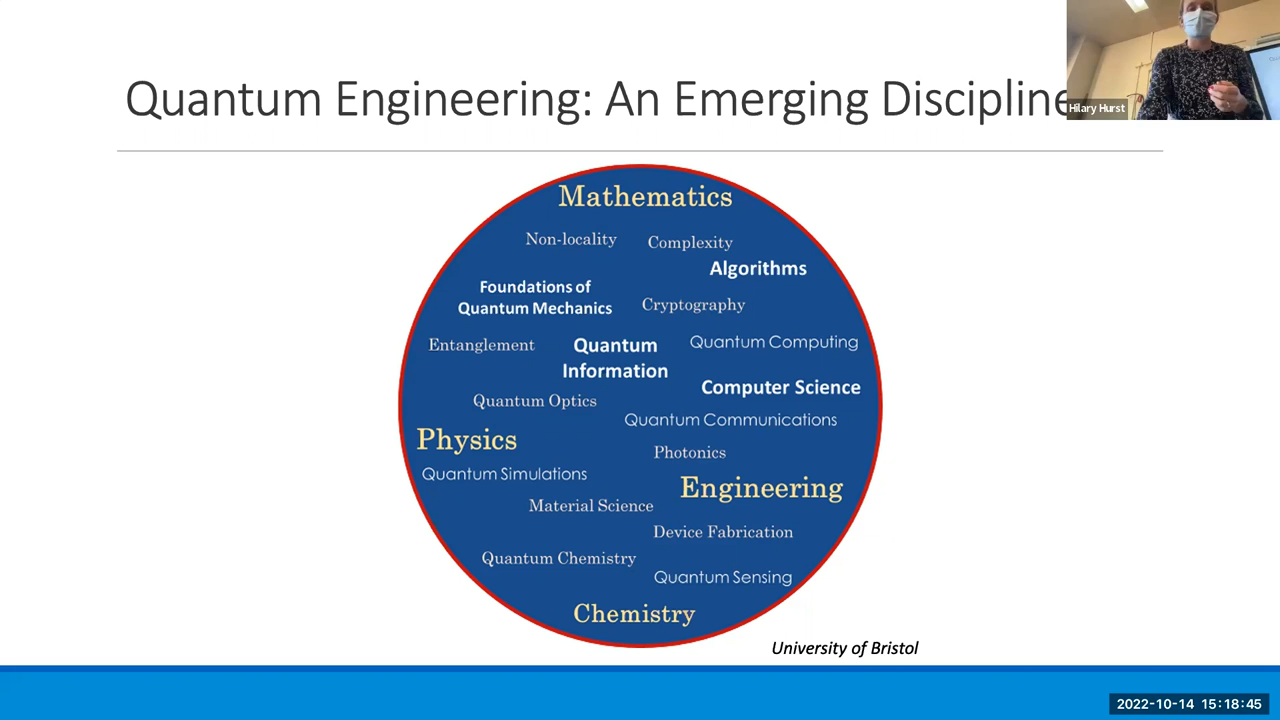 Quantum Engineering: An Emerging Discipline
Hilary Hurst
Mathematics
Non-locality
Complexity
Algorithms
Foundations of
Quantum Mechanics
Cryptography
Entanglement
Quantum
Information
Quantum Computing
Computer Science
Quantum Optics
Quantum Communications
Physics
Photonics
Quantum Simulations
Engineering
Material Science
Device Fabrication
Quantum Chemistry
Quantum Sensing
Chemistry
University of Bristol
2022-10-14 15:18:45